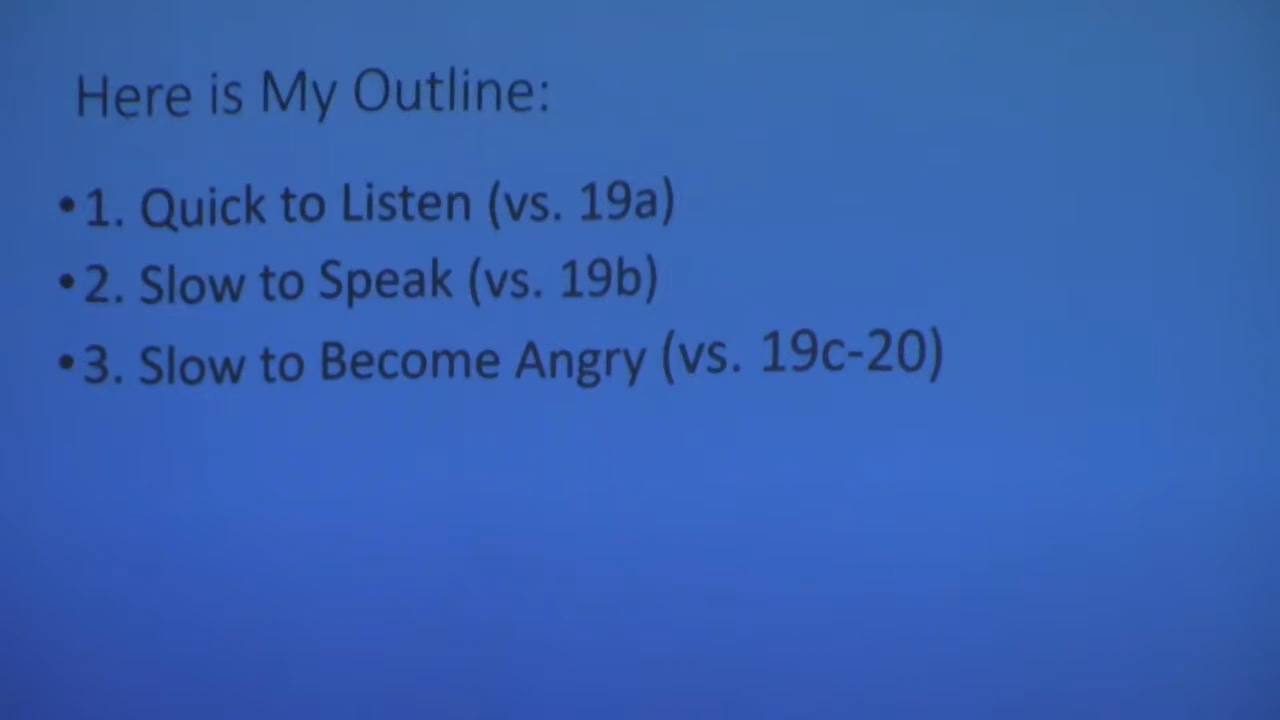 Here is My Outline:
• 1. Quick to Listen (vs. 19a)
• 2. Slow to Speak (vs. 19b)
• 3. Slow to Become Angry (vs. 19c-20)